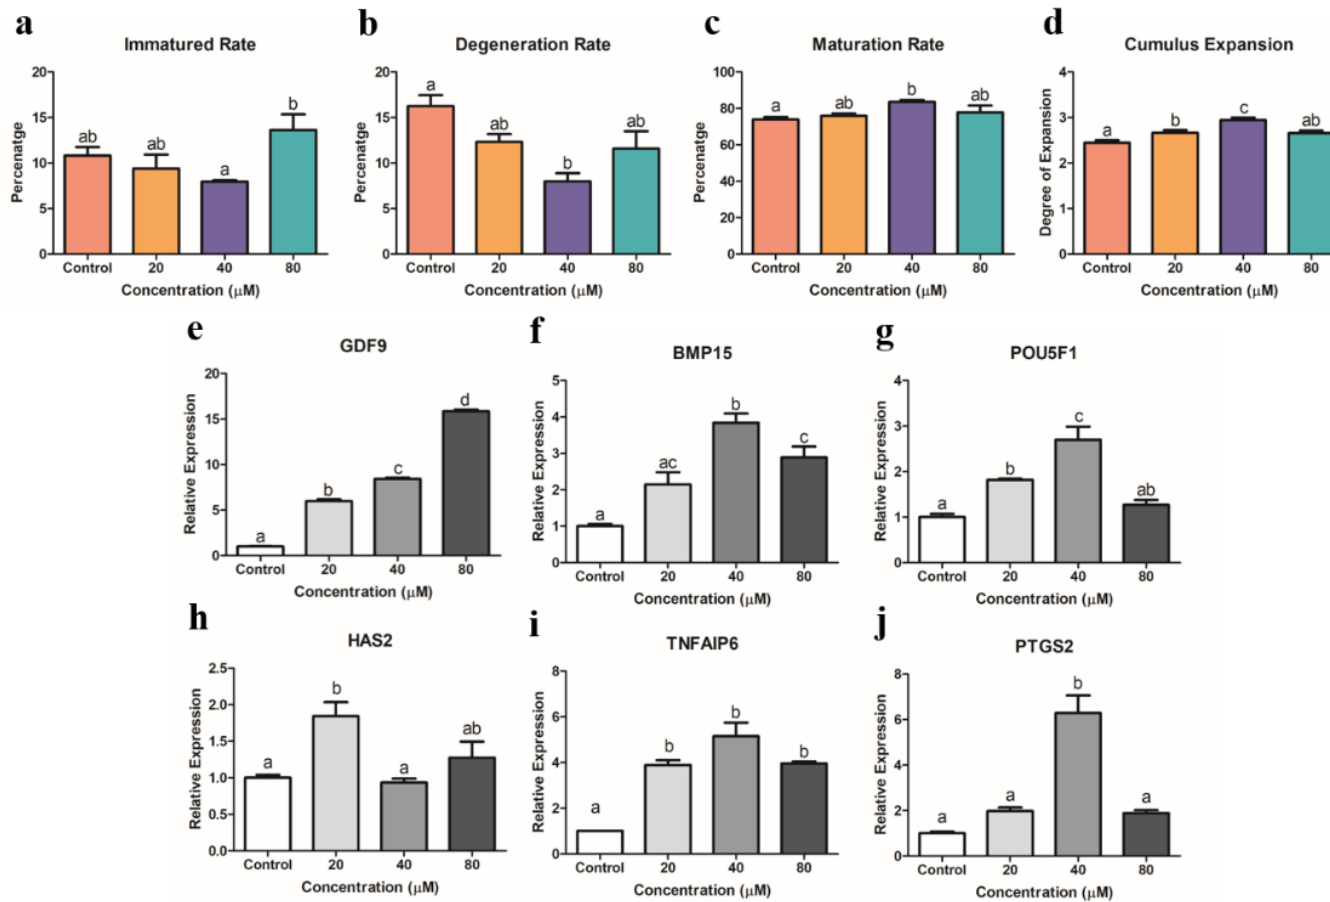 a
Immatured Rate
20
15
10
5
0
Percenatge
ab
ab
a
b
Control 20 40 80
Concentration (μM)
b
Degeneration Rate
20
15
10
5
0
Percentage
a
ab
b
ab
Control 20 40 80
Concentration (μM)
c
Maturation Rate
100
80
60
40
20
0
Percenatge
a
ab
b
ab
Control 20 40 80
Concentration (μM)
d
Cumulus Expansion
4
3
2
1
0
Degree of Expansion
a
b
c
ab
Control 20 40 80
Concentration (μM)
e
GDF9
20
15
10
5
0
Relative Expression
a
b
c
d
Control 20 40 80
Concentration (μM)
f
BMP15
5
4
3
2
1
0
Relative Expression
a
ac
b
c
Control 20 40 80
Concentration (μM)
g
POU5F1
4
3
2
1
0
Relative Expression
a
b
c
ab
Control 20 40 80
Concentration (μM)
h
HAS2
2.5
2.0
1.5
1.0
0.5
0.0
Relative Expression
a
b
a
ab
Control 20 40 80
Concentration (μM)
i
TNFAIP6
8
6
4
2
0
Relative Expression
a
b
b
b
Control 20 40 80
Concentration (μM)
j
PTGS2
8
6
4
2
0
Relative Expression
a
a
b
a
Control 20 40 80
Concentration (μM)